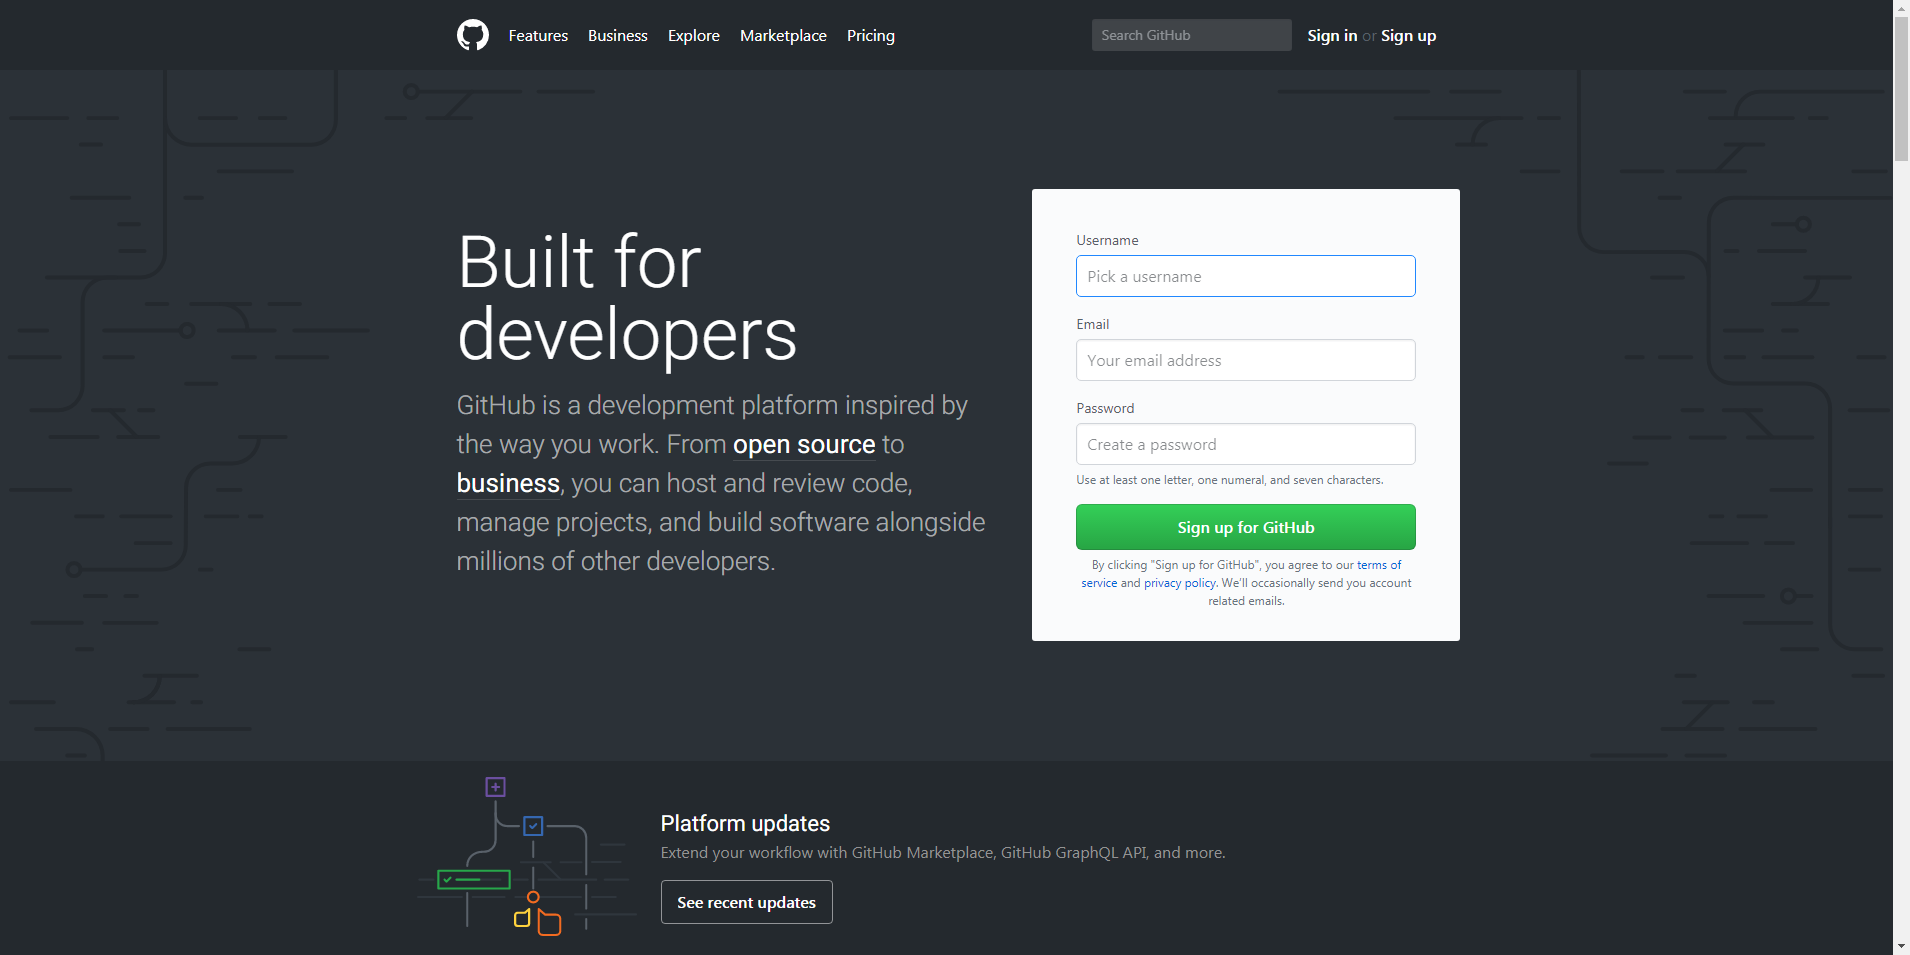 Features Business Explore Marketplace Pricing Search GitHub Sign in or Sign up
Built for
developers
GitHub is a development platform inspired by
the way you work. From open source to
business, you can host and review code,
manage projects, and build software alongside
millions of other developers.
Username
Pick a username
Email
Your email address
Password
Create a password
Use at least one letter, one numeral, and seven characters.
Sign up for GitHub
By clicking "Sign up for GitHub", you agree to our terms of
service and privacy policy. We'll occasionally send you account
related emails.
Platform updates
Extend your workflow with GitHub Marketplace, GitHub GraphQL API, and more.
See recent updates